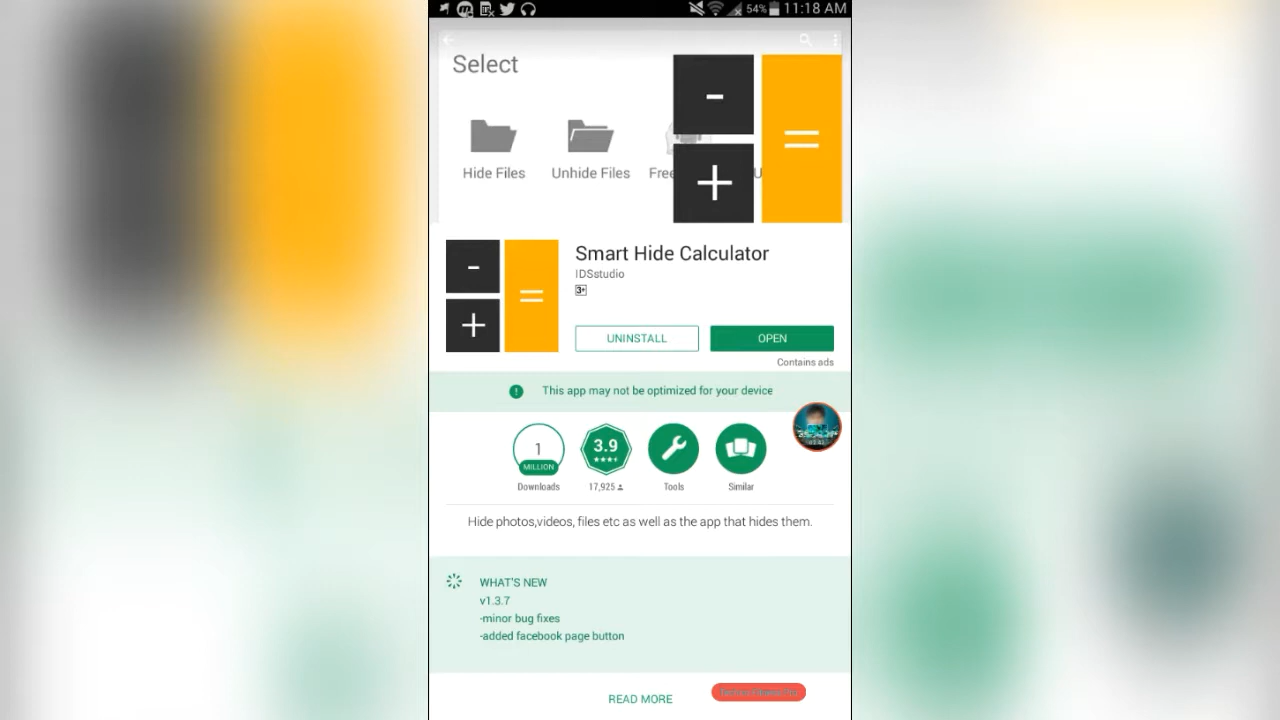 54% 11:18 AM
Select
Hide Files
Unhide Files
Free
U
-
+
=
-
+
=
Smart Hide Calculator
IDSstudio
3+
UNINSTALL
OPEN
Contains ads
This app may not be optimized for your device
1
MILLION
Downloads
3.9
17,925
Tools
Similar
Hide photos,videos, files etc as well as the app that hides them.
WHAT'S NEW
v1.3.7
-minor bug fixes
-added facebook page button
READ MORE